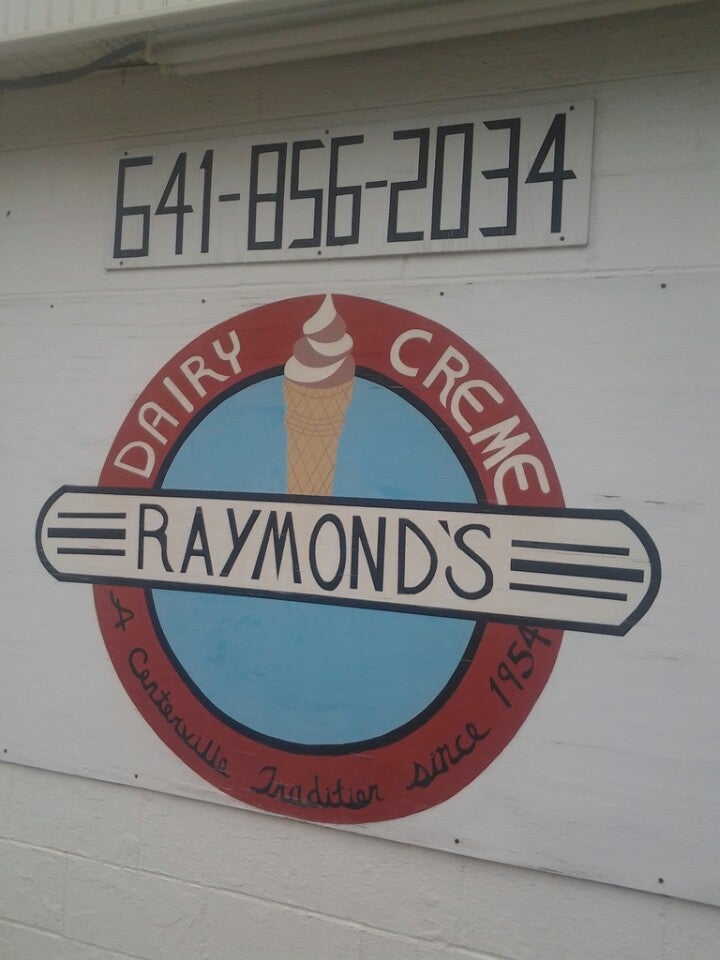 641-856-2034
DAIRY CREME
RAYMOND'S
A Centerville Tradition since 1954